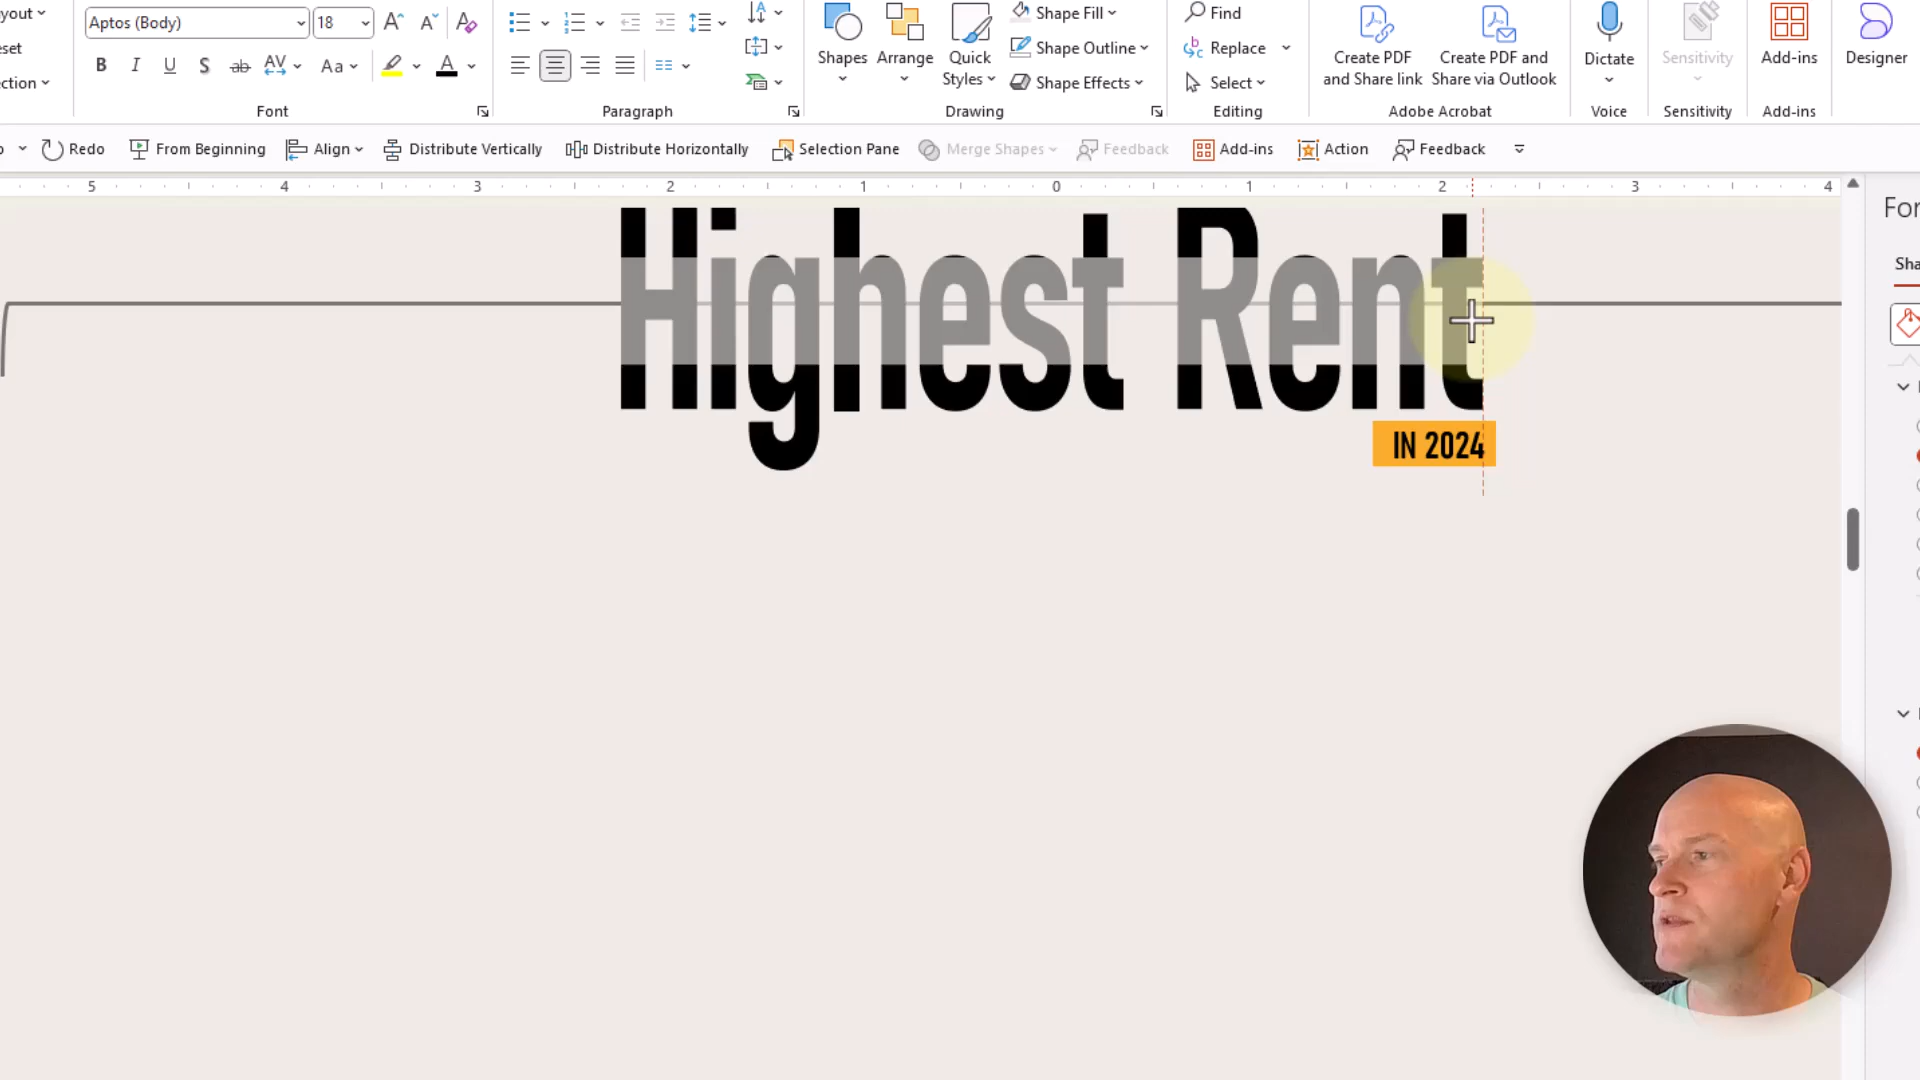 yout
Aptos (Body)
18
Shapes
Arrange
Quick
Styles
Shape Fill
Shape Outline
Shape Effects
Find
Replace
Select
Create PDF
and Share link
Create PDF and
Share via Outlook
Dictate
Sensitivity
Add-ins
Designer
eset
ction
B I U S ab AV Aa A
Font
Paragraph
Drawing
Editing
Adobe Acrobat
Voice
Sensitivity
Add-ins
o
Redo
From Beginning
Align
Distribute Vertically
Distribute Horizontally
Selection Pane
Merge Shapes
Feedback
Add-ins
Action
Feedback
5 4 3 2 1 0 1 2 3 4
For
Sha
Highest Rent
IN 2024